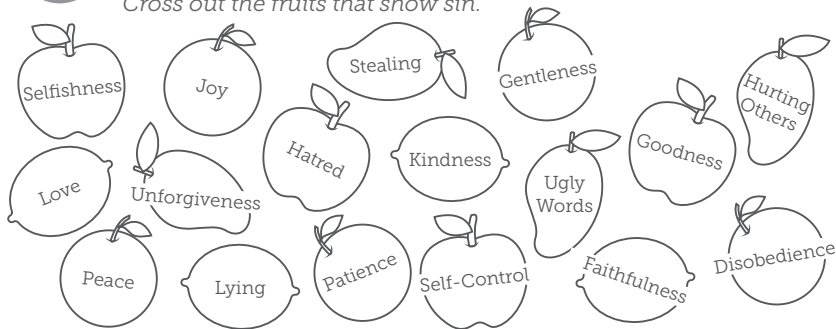 Cross out the fruits that show sin.
Selfishness
Joy
Stealing
Gentleness
Hurting
Others
Love
Unforgiveness
Hatred
Kindness
Ugly
Words
Goodness
Peace
Lying
Patience
Self-Control
Faithfulness
Disobedience